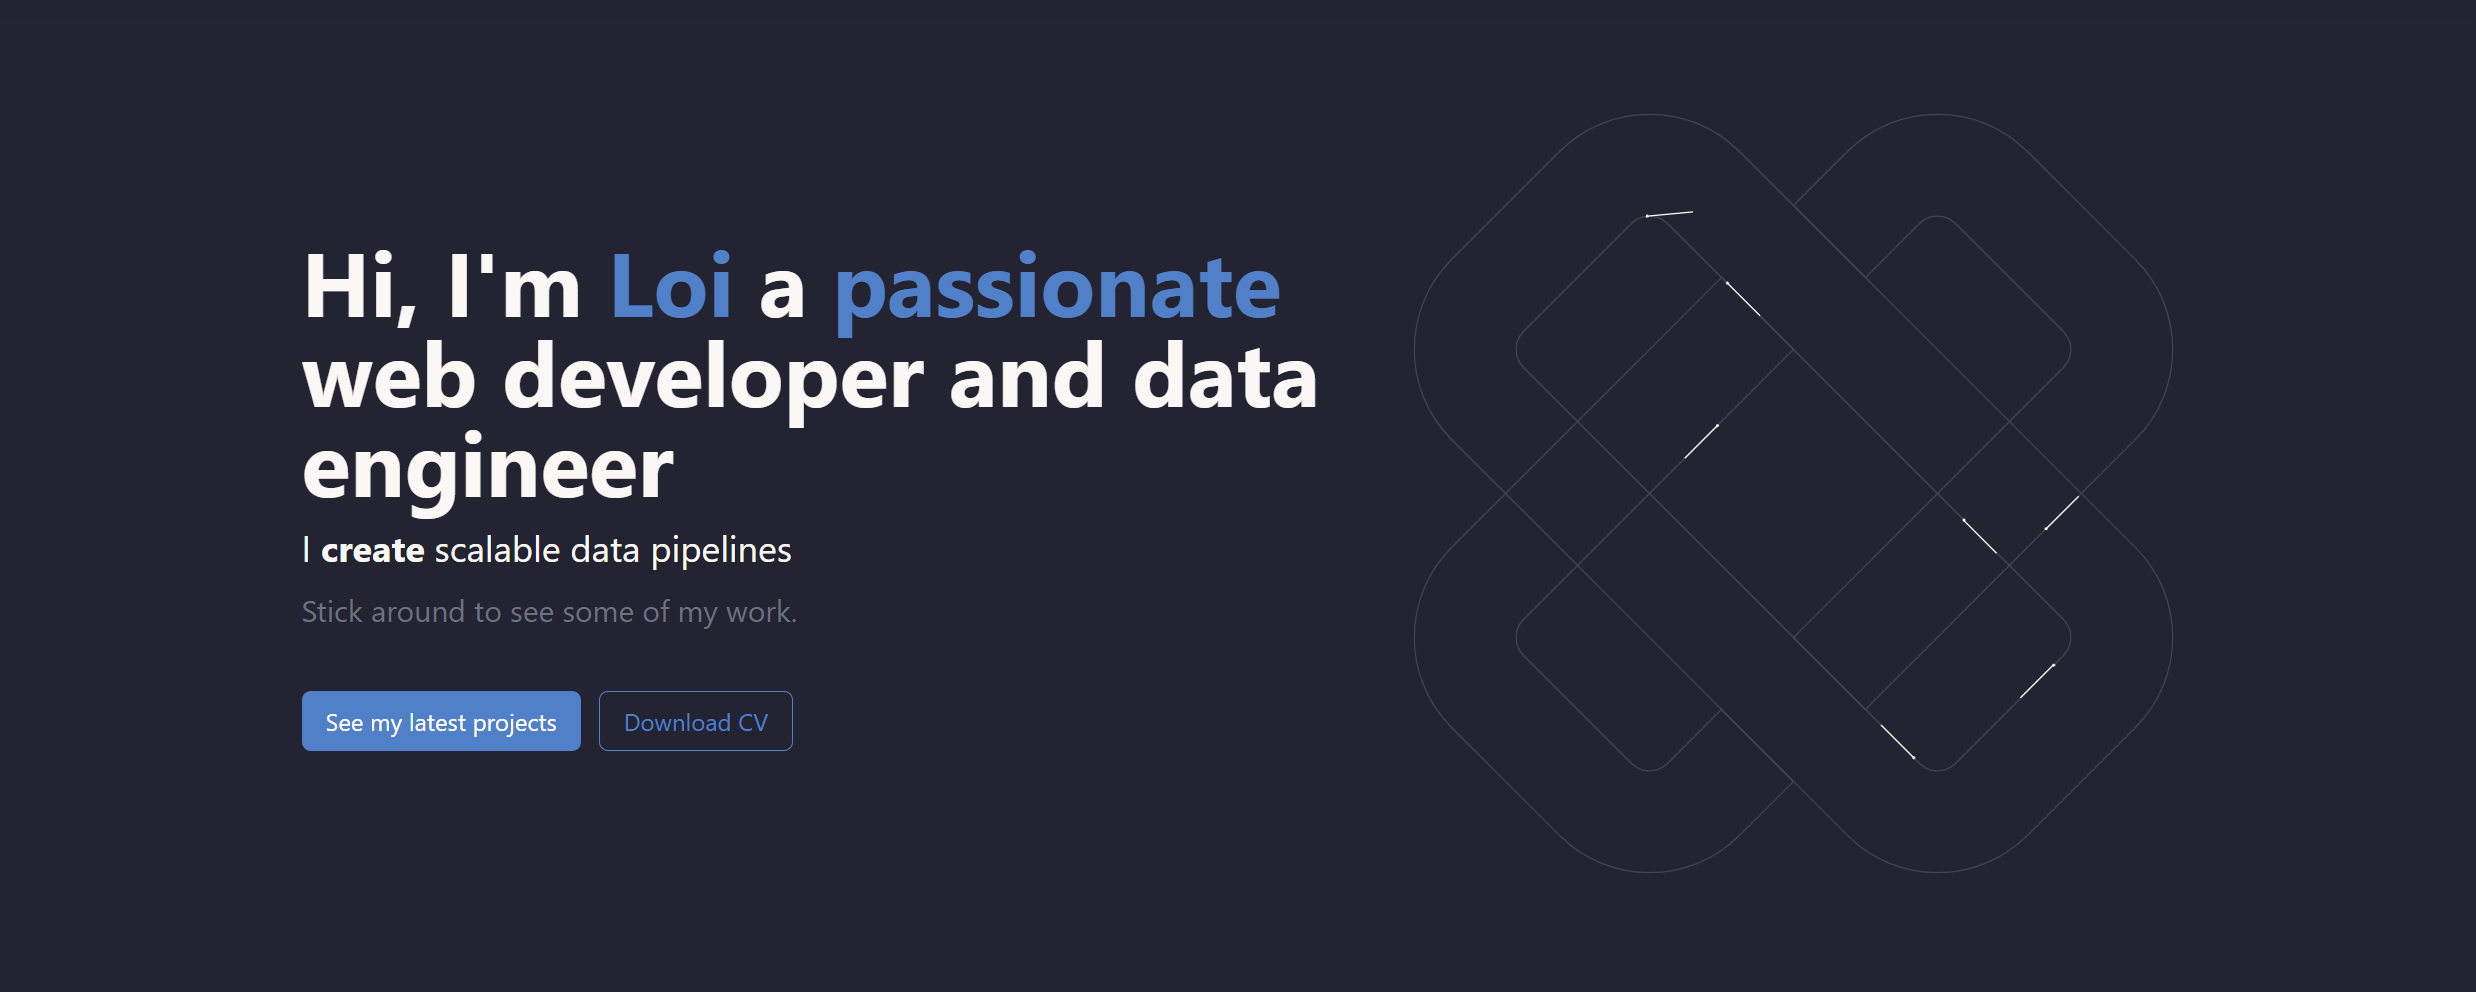 Hi, I'm Loi a passionate
web developer and data
engineer
I create scalable data pipelines
Stick around to see some of my work.
See my latest projects
Download CV